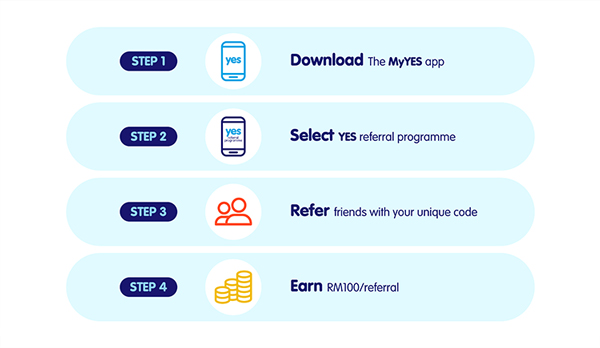 STEP 1
yes
Download The MyYES app
STEP 2
yes
referral
programme
Select YES referral programme
STEP 3
Refer friends with your unique code
STEP 4
Earn RM100/referral